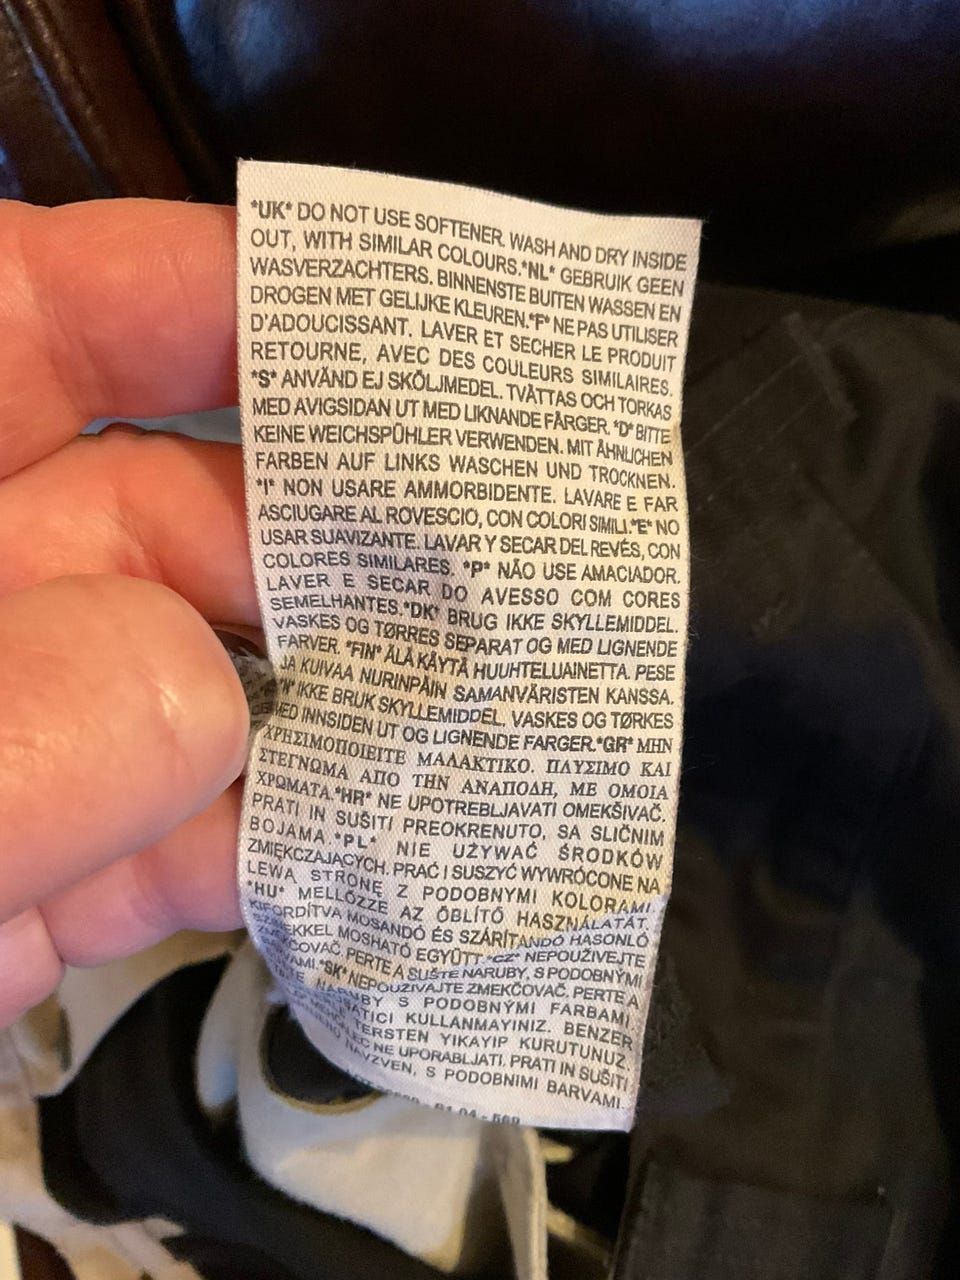 *UK* DO NOT USE SOFTENER. WASH AND DRY INSIDE
OUT, WITH SIMILAR COLOURS.*NL* GEBRUIK GEEN
WASVERZACHTERS. BINNENSTE BUITEN WASSEN EN
DROGEN MET GELIJKE KLEUREN.*F* NE PAS UTILISER
D'ADOUCISSANT. LAVER ET SECHER LE PRODUIT
RETOURNE, AVEC DES COULEURS SIMILAIRES.
*S* ANVÄND EJ SKÖLJMEDEL. TVÄTTAS OCH TORKAS
MED AVIGSIDAN UT MED LIKNANDE FÄRGER. *D* BITTE
KEINE WEICHSPÜHLER VERWENDEN. MIT ÄHNLICHEN
FARBEN AUF LINKS WASCHEN UND TROCKNEN.
*I* NON USARE AMMORBIDENTE. LAVARE E FAR
ASCIUGARE AL ROVESCIO, CON COLORI SIMILI.*E* NO
USAR SUAVIZANTE. LAVAR Y SECAR DEL REVÉS, CON
COLORES SIMILARES. *P* NÃO USE AMACIADOR.
LAVER E SECAR DO AVESSO COM CORES
SEMELHANTES.*DK* BRUG IKKE SKYLLEMIDDEL.
VASKES OG TØRRES SEPARAT OG MED LIGNENDE
FARVER. *FIN* ÄLÄ KÄYTÄ HUUHTELUAINETTA. PESE
JA KUIVAA NURINPÄIN SAMANVÄRISTEN KANSSA.
IKKE BRUK SKYLLEMIDDEL. VASKES OG TØRKES
MED INNSIDEN UT OG LIGNENDE FARGER.*GR* ΜΗΝ
ΧΡΗΣΙΜΟΠΟΙΕΙΤΕ ΜΑΛΑΚΤΙΚΟ. ΠΛΥΣΙΜΟ ΚΑΙ
ΣΤΕΓΝΩΜΑ ΑΠΟ ΤΗΝ ΑΝΑΠΟΔΗ, ΜΕ ΟΜΟΙΑ
ΧΡΩΜΑΤΑ.*HR* NE UPOTREBLJAVATI OMEKŠIVAČ.
PRATI IN SUŠITI PREOKRENUTO, SA SLIČNIM
BOJAMA.*PL* NIE UŻYWAĆ ŚRODKÓW
ZMIĘKCZAJĄCYCH. PRAĆ I SUSZYĆ WYWRÓCONE NA
LEWĄ STRONĘ Z PODOBNYMI KOLORAMI
*HU* MELLŐZZE AZ ÖBLÍTŐ HASZNÁLATÁT.
KIFORDÍTVA MOSANDÓ ÉS SZÁRÍTANDÓ HASONLÓ
MOSHATÓ EGYÜTT.*CZ* NEPOUŽIVEJTE
ZMEKČOVAČ. PERTE A SUŠTE NARUBY, S PODOBNÝMI
BARVAMI.*SK* NEPOUZIVAJTE ZMEKČOVAČ. PERTE A
NARUBY S PODOBNÝMI FARBAMI.
KULLANMAYINIZ. BENZER
TERSTEN YIKAYIP KURUTUNUZ.
NE UPORABLJATI. PRATI IN SUŠITI
NAVZVEN, S PODOBNIMI BARVAMI.